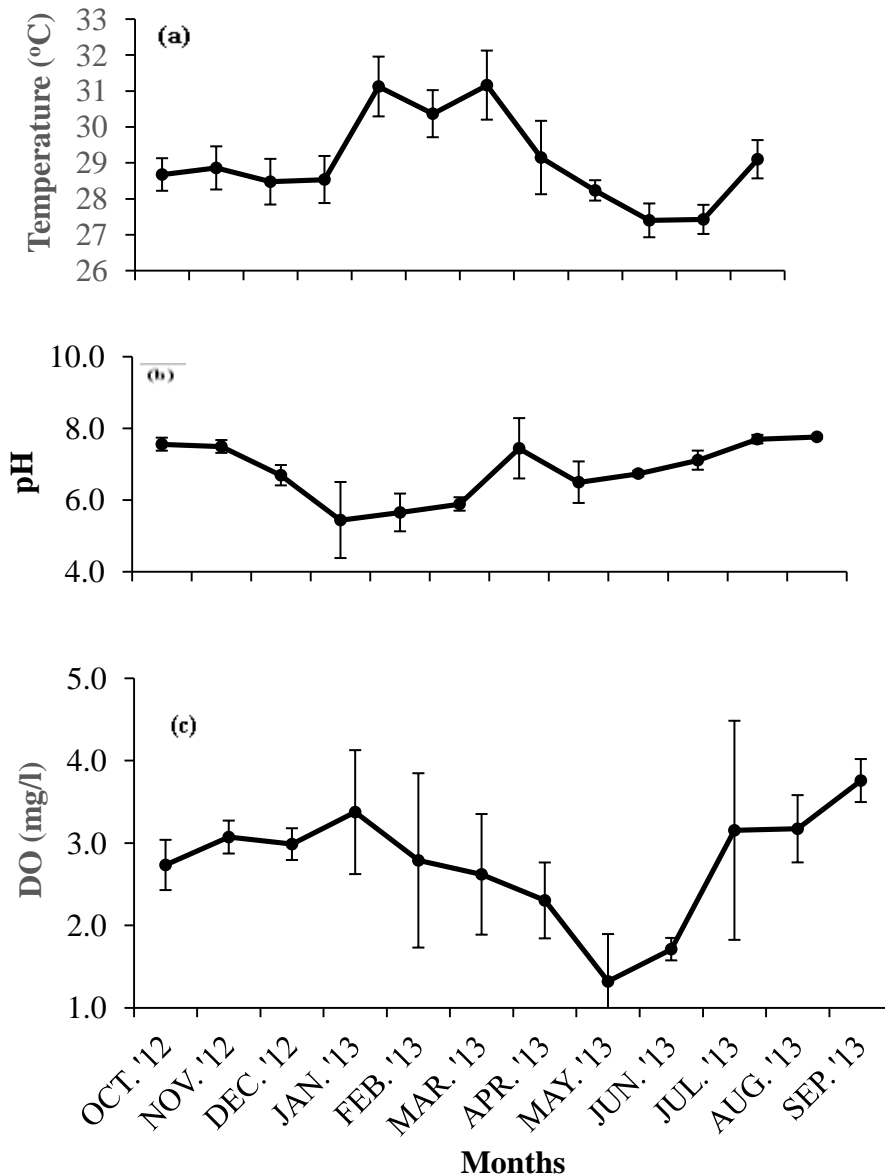 (a)
Temperature (°C)
33
32
31
30
29
28
27
26
(b)
pH
10.0
8.0
6.0
4.0
(c)
DO (mg/l)
5.0
4.0
3.0
2.0
1.0
OCT. '12
NOV. '12
DEC. '12
JAN. '13
FEB. '13
MAR. '13
APR. '13
MAY. '13
JUN. '13
JUL. '13
AUG. '13
SEP. '13
Months